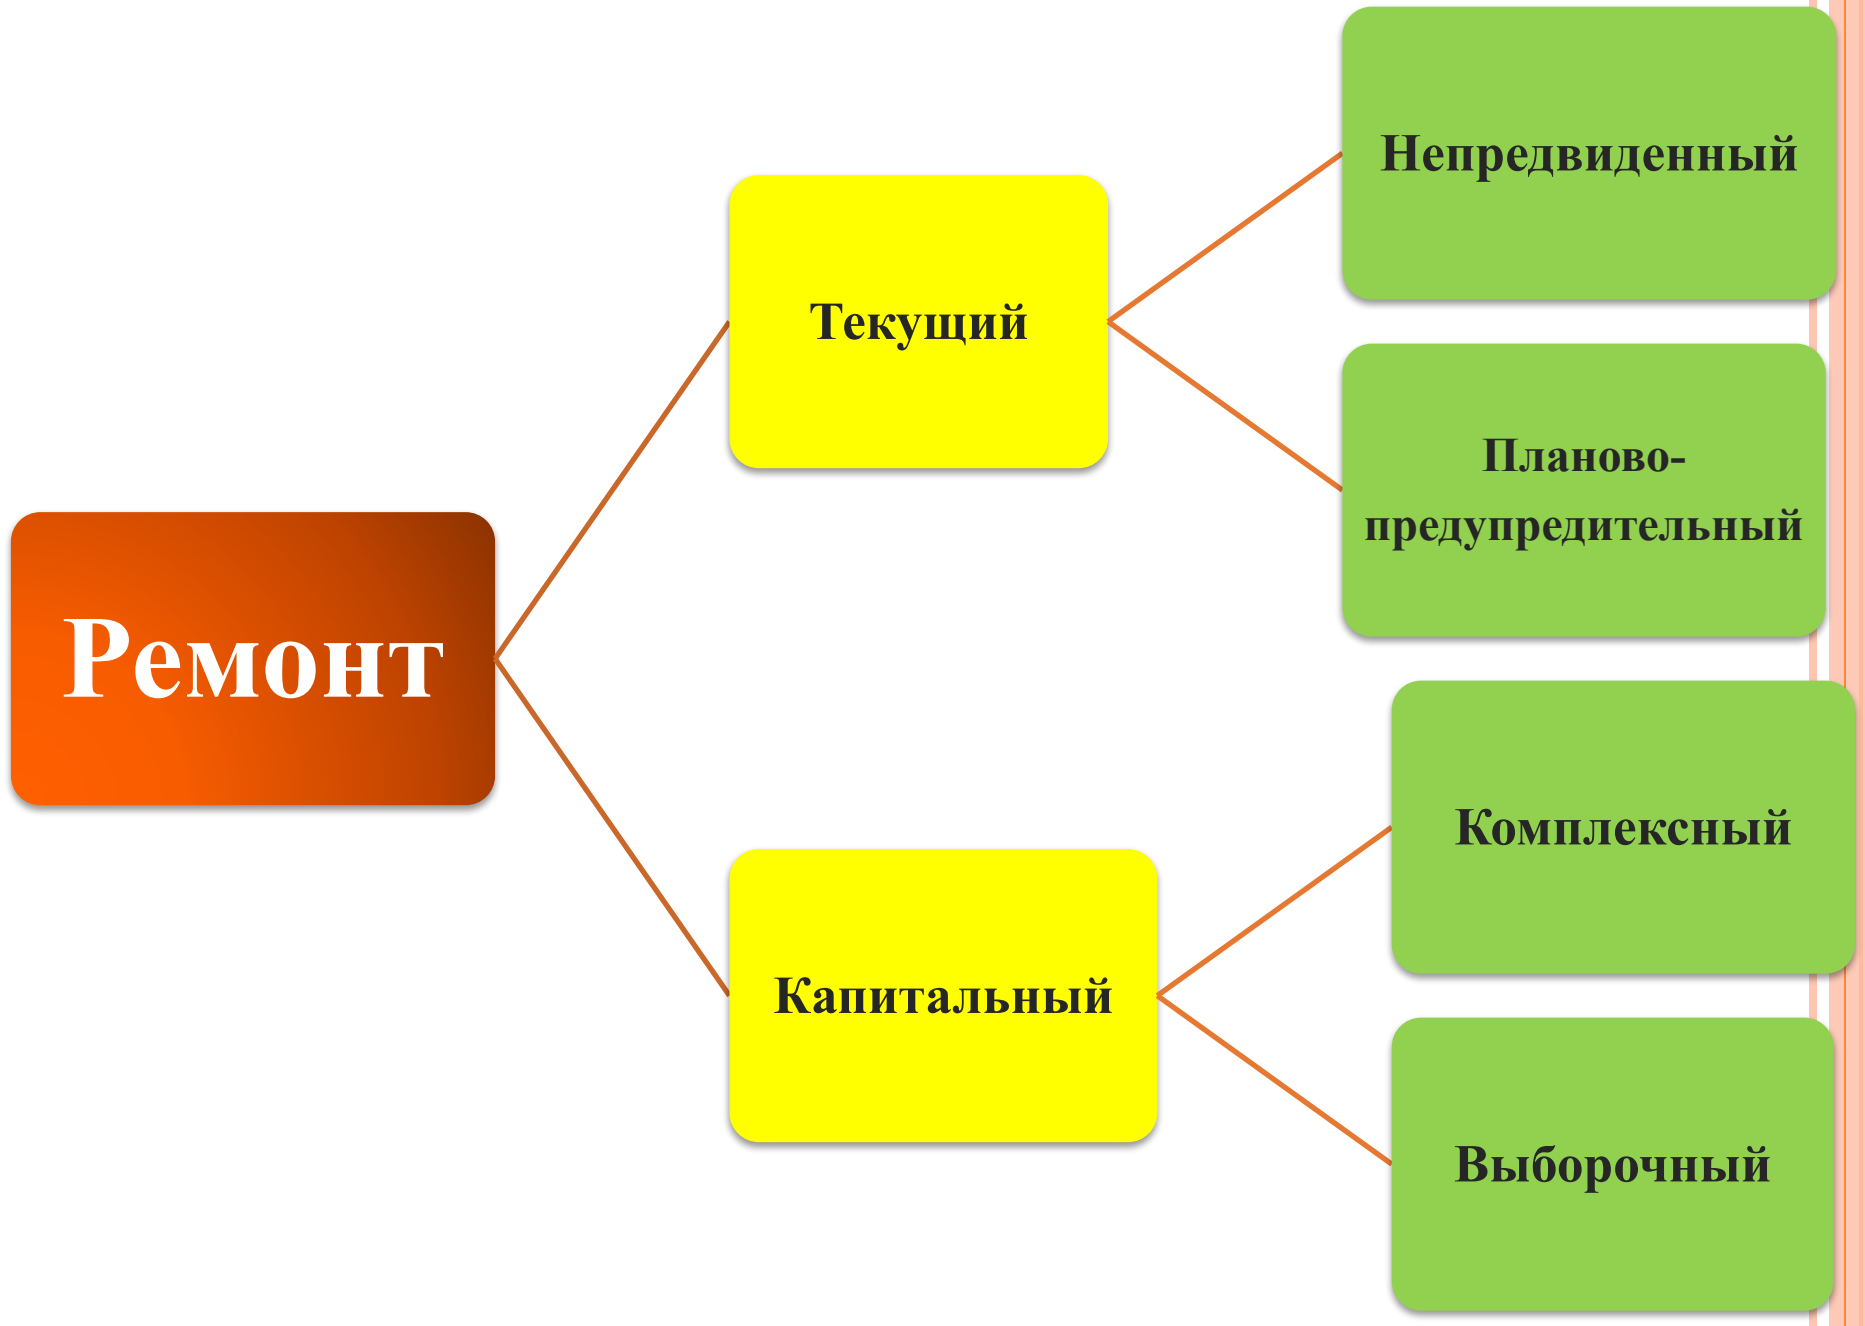 Ремонт
Текущий
Непредвиденный
Планово-
предупредительный
Капитальный
Комплексный
Выборочный